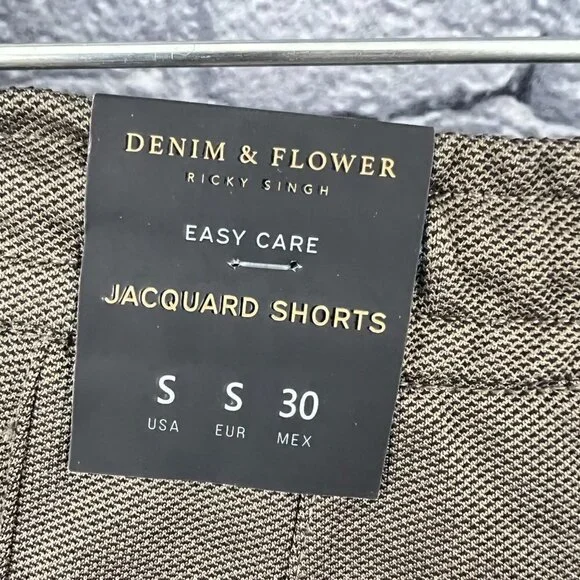 DENIM & FLOWER
RICKY SINGH
EASY CARE
JACQUARD SHORTS
S S 30
USA EUR MEX